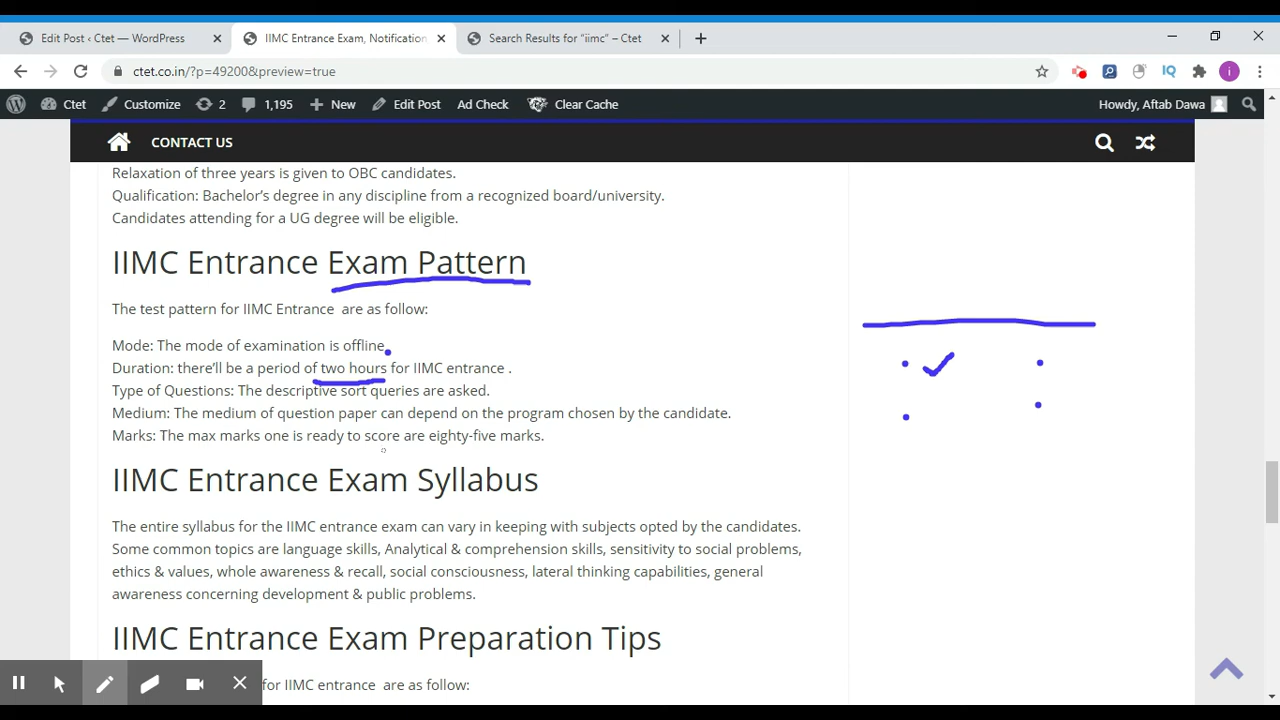 Edit Post ‹ Ctet — WordPress
IIMC Entrance Exam, Notification
Search Results for “iimc” – Ctet
ctet.co.in/?p=49200&preview=true
IQ
i
Ctet
Customize
2
1,195
New
Edit Post
Ad Check
Clear Cache
Howdy, Aftab Dawa
CONTACT US
Relaxation of three years is given to OBC candidates.
Qualification: Bachelor’s degree in any discipline from a recognized board/university.
Candidates attending for a UG degree will be eligible.
IIMC Entrance Exam Pattern
The test pattern for IIMC Entrance are as follow:
Mode: The mode of examination is offline.
Duration: there’ll be a period of two hours for IIMC entrance .
Type of Questions: The descriptive sort queries are asked.
Medium: The medium of question paper can depend on the program chosen by the candidate.
Marks: The max marks one is ready to score are eighty-five marks.
IIMC Entrance Exam Syllabus
The entire syllabus for the IIMC entrance exam can vary in keeping with subjects opted by the candidates.
Some common topics are language skills, Analytical & comprehension skills, sensitivity to social problems,
ethics & values, whole awareness & recall, social consciousness, lateral thinking capabilities, general
awareness concerning development & public problems.
IIMC Entrance Exam Preparation Tips
for IIMC entrance are as follow: